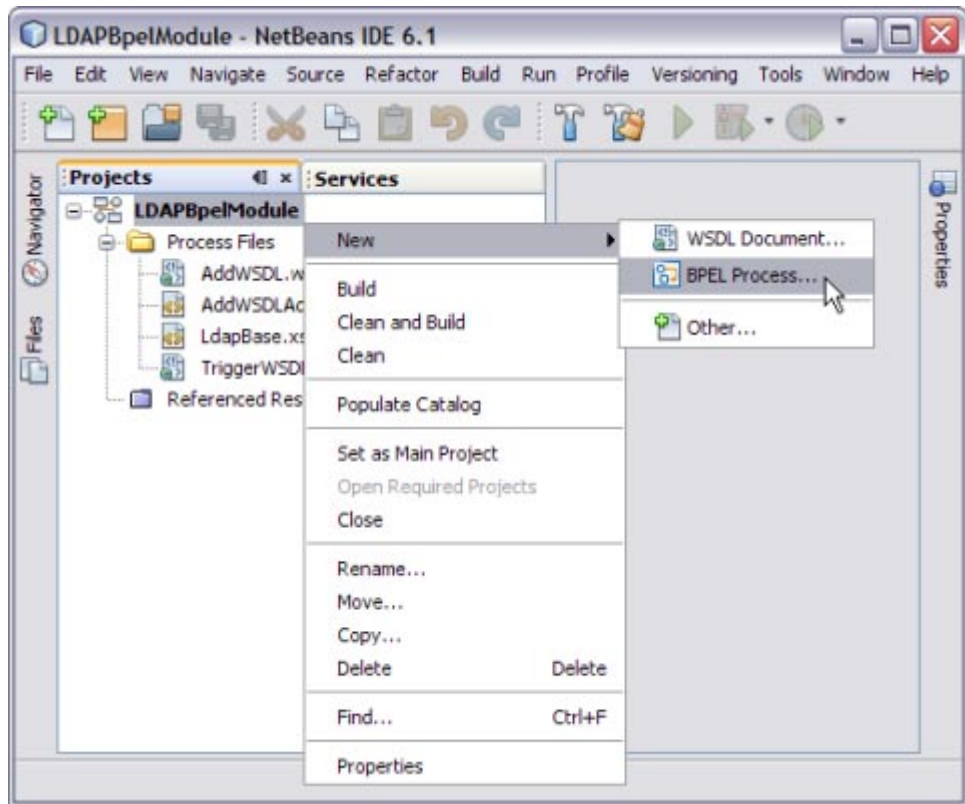 LDAPBpelModule - NetBeans IDE 6.1
File Edit View Navigate Source Refactor Build Run Profile Versioning Tools Window Help
Navigator
Files
Projects
Services
Properties
LDAPBpelModule
Process Files
AddWSDL.w
AddWSDLAc
LdapBase.xs
TriggerWSDL
Referenced Res
New
Build
Clean and Build
Clean
Populate Catalog
Set as Main Project
Open Required Projects
Close
Rename...
Move...
Copy...
Delete Delete
Find... Ctrl+F
Properties
WSDL Document...
BPEL Process...
Other...